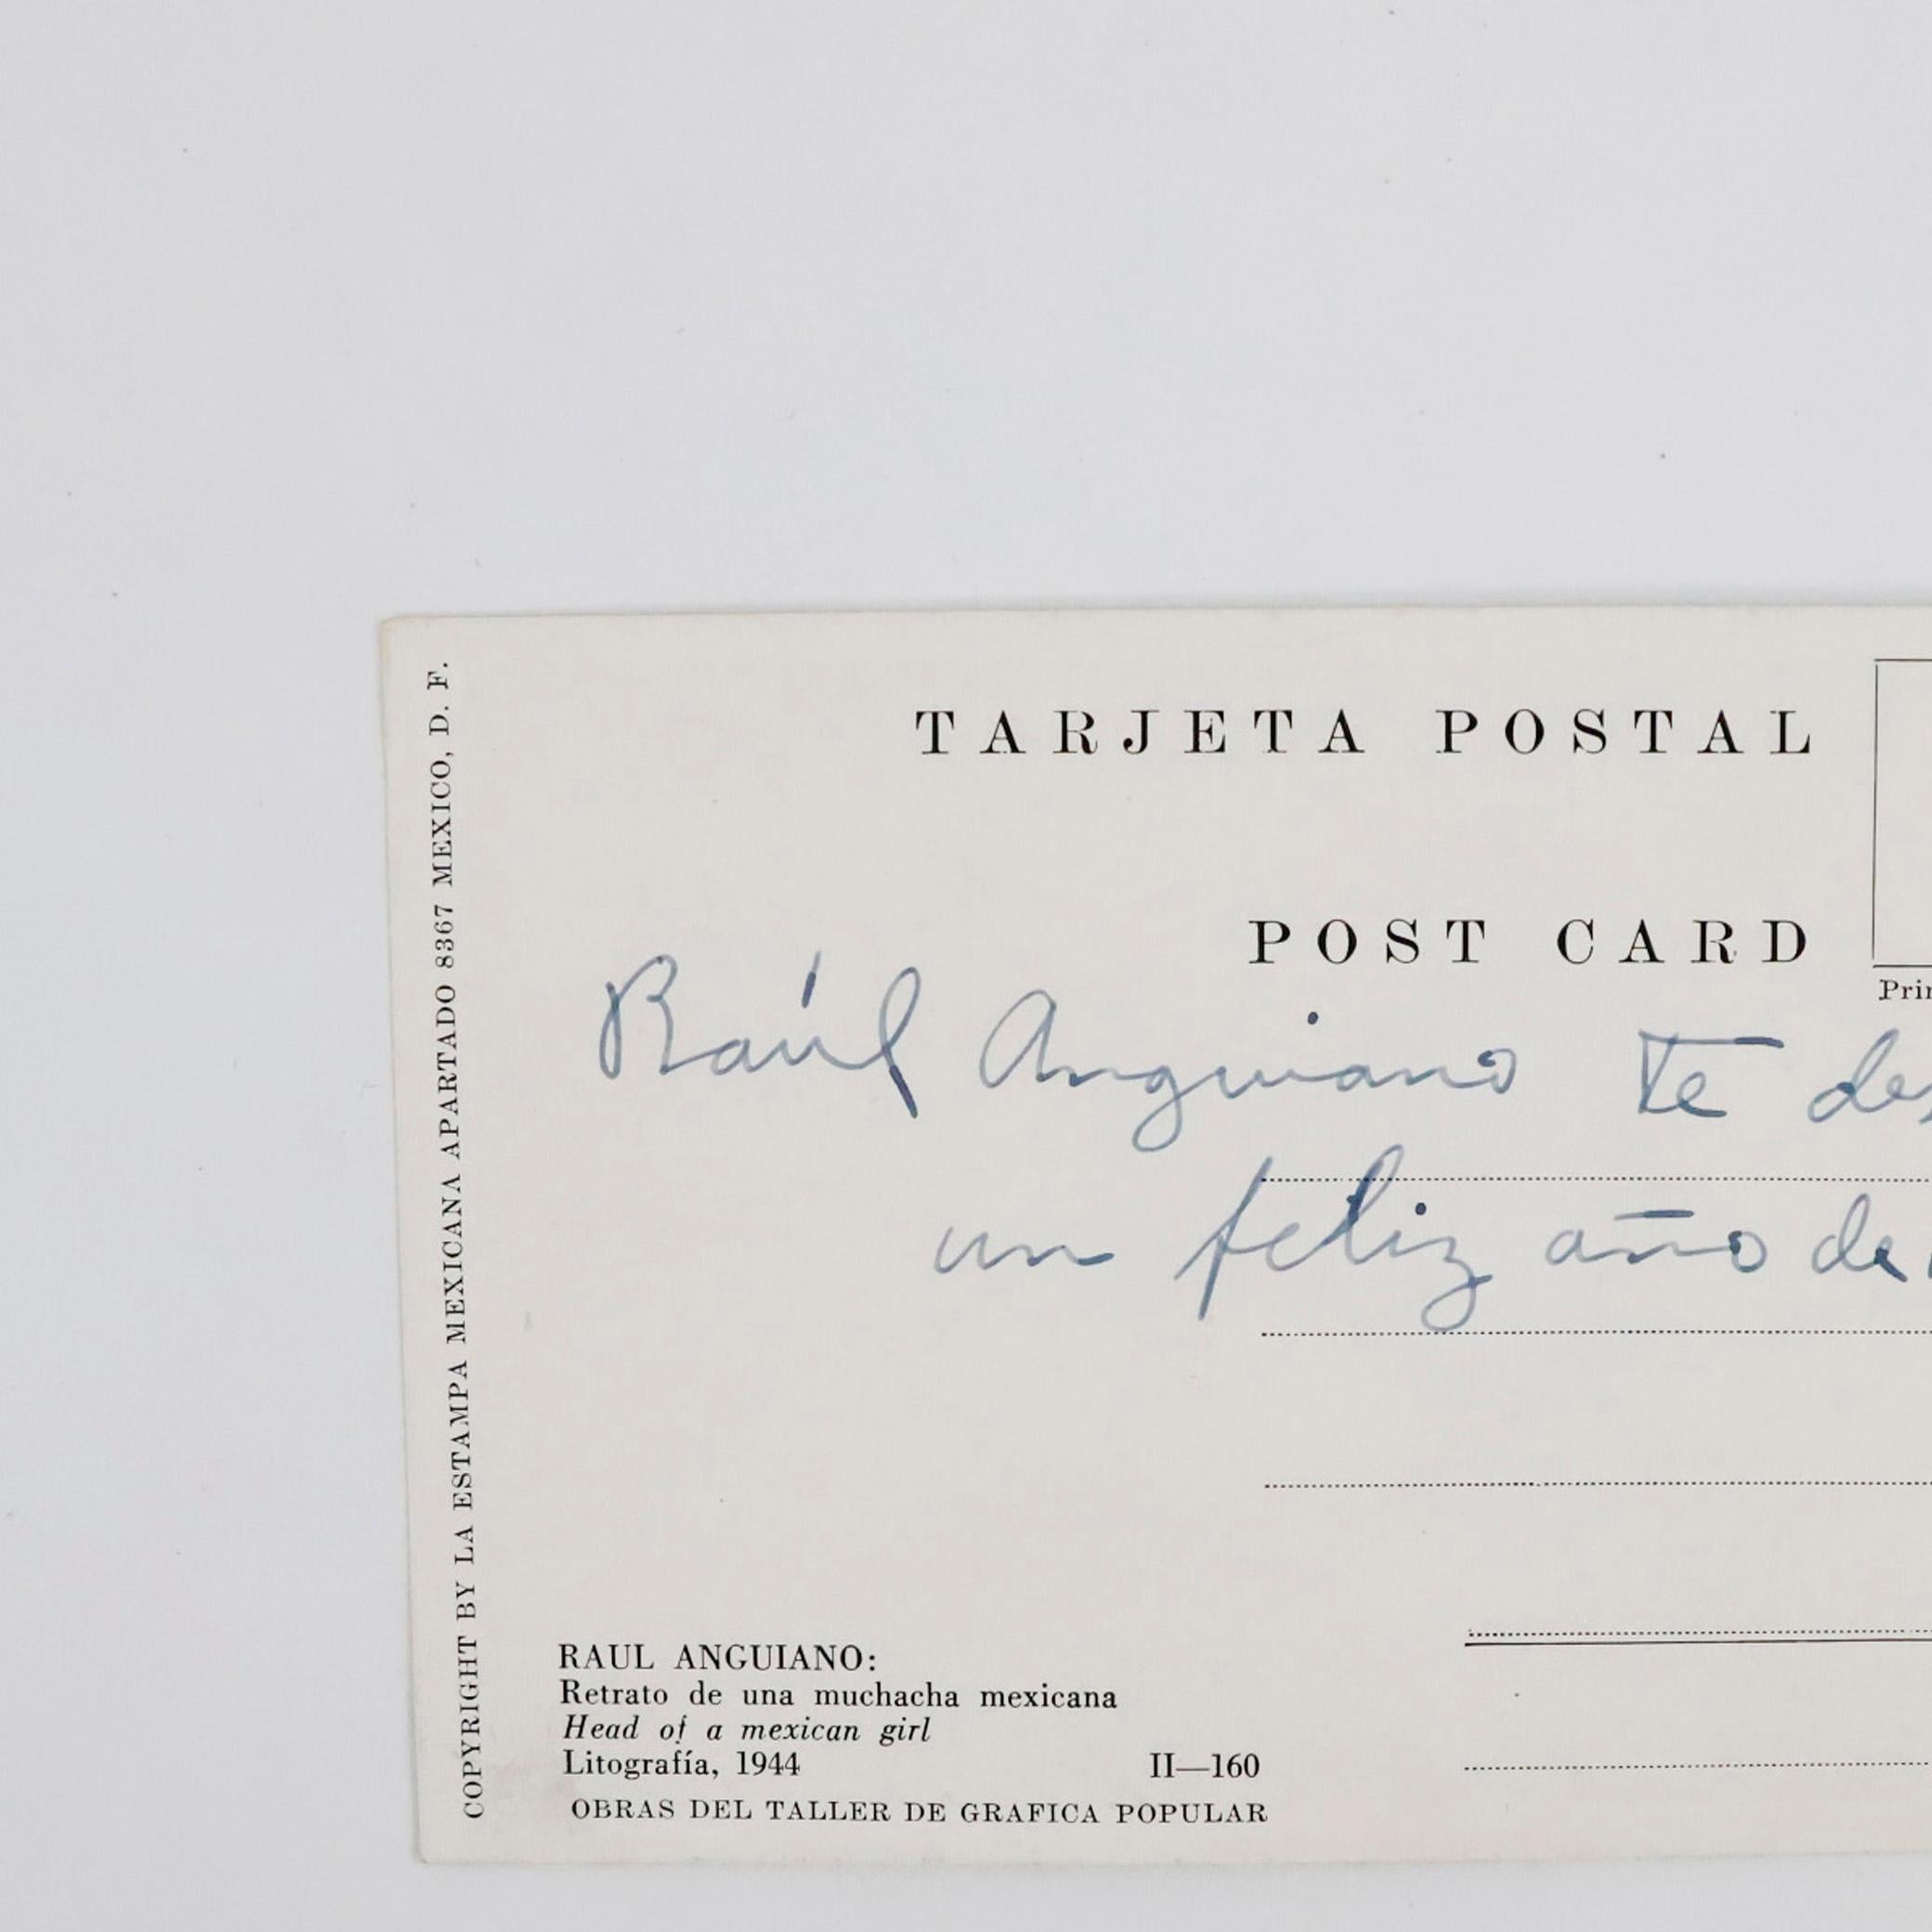 COPYRIGHT BY LA ESTAMPA MEXICANA APARTADO 8367 MEXICO, D. F.
TARJETA POSTAL
POST CARD
Raúl Anguiano te
un feliz año de
RAUL ANGUIANO:
Retrato de una muchacha mexicana
Head of a mexican girl
Litografía, 1944 II—160
OBRAS DEL TALLER DE GRAFICA POPULAR